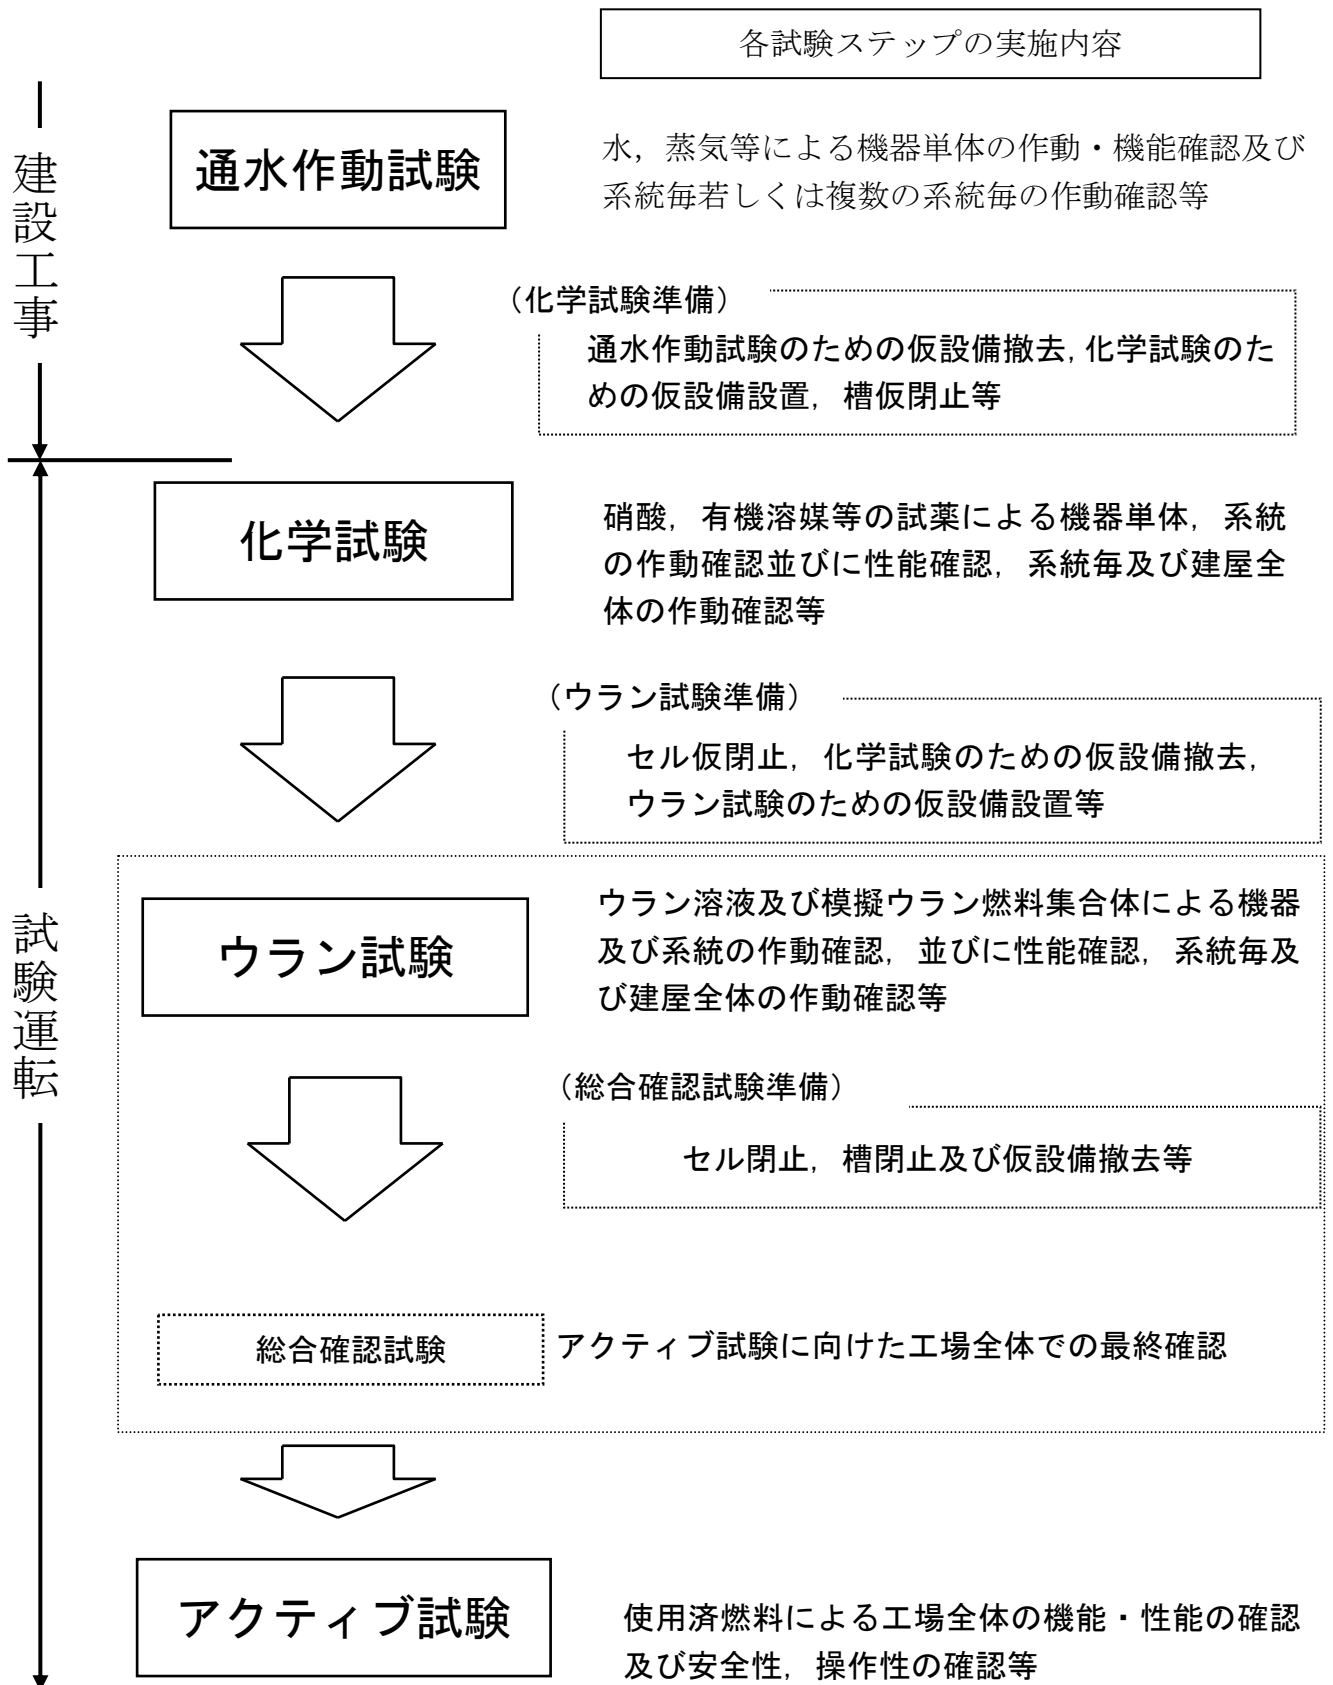 各試験ステップの実施内容
建設工事
通水作動試験
水，蒸気等による機器単体の作動・機能確認及び
系統毎若しくは複数の系統毎の作動確認等
（化学試験準備）
通水作動試験のための仮設備撤去，化学試験のた
めの仮設備設置，槽仮閉止等
化学試験
硝酸，有機溶媒等の試薬による機器単体，系統
の作動確認並びに性能確認，系統毎及び建屋全
体の作動確認等
（ウラン試験準備）
セル仮閉止，化学試験のための仮設備撤去，
ウラン試験のための仮設備設置等
試験運転
ウラン試験
ウラン溶液及び模擬ウラン燃料集合体による機器
及び系統の作動確認，並びに性能確認，系統毎及
び建屋全体の作動確認等
（総合確認試験準備）
セル閉止，槽閉止及び仮設備撤去等
総合確認試験
アクティブ試験に向けた工場全体での最終確認
アクティブ試験
使用済燃料による工場全体の機能・性能の確認
及び安全性，操作性の確認等